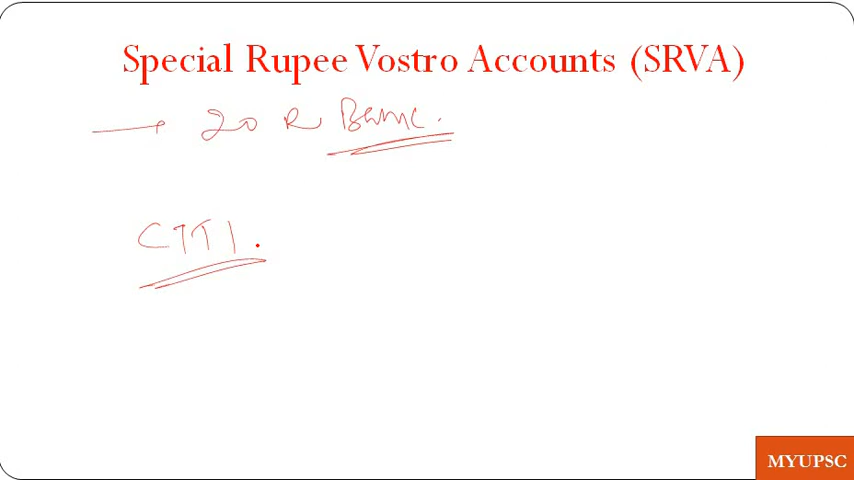 Special Rupee Vostro Accounts (SRVA)
→ 20 R Bank.
CTTI.
MYUPSC